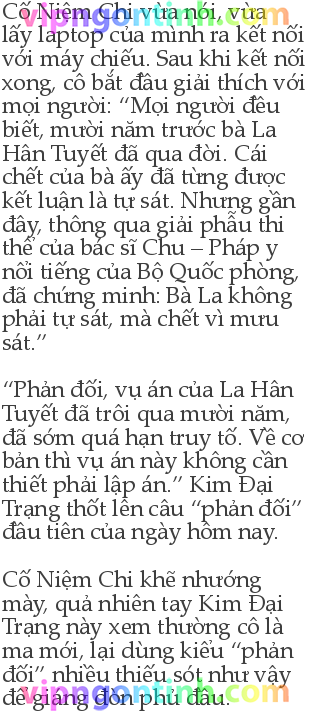 Cố Niệm Chi vừa nói, vừa
lấy laptop của mình ra kết nối
với máy chiếu. Sau khi kết nối
xong, cô bắt đầu giải thích với
mọi người: “Mọi người đều
biết, mười năm trước bà La
Hân Tuyết đã qua đời. Cái
chết của bà ấy đã từng được
kết luận là tự sát. Nhưng gần
đây, thông qua giải phẫu thi
thể của bác sĩ Chu – Pháp y
nổi tiếng của Bộ Quốc phòng,
đã chứng minh: Bà La không
phải tự sát, mà chết vì mưu
sát.”
“Phản đối, vụ án của La Hân
Tuyết đã trôi qua mười năm,
đã sớm quá hạn truy tố. Về cơ
bản thì vụ án này không cần
thiết phải lập án.” Kim Đại
Trạng thốt lên câu “phản đối”
đầu tiên của ngày hôm nay.
Cố Niệm Chi khẽ nhướng
mày, quả nhiên tay Kim Đại
Trạng này xem thường cô là
ma mới, lại dùng kiểu “phản
đối” nhiều thiếu sót như vậy
để giáng đòn phủ đầu.
vipngontinh.com
vipngontinh.com